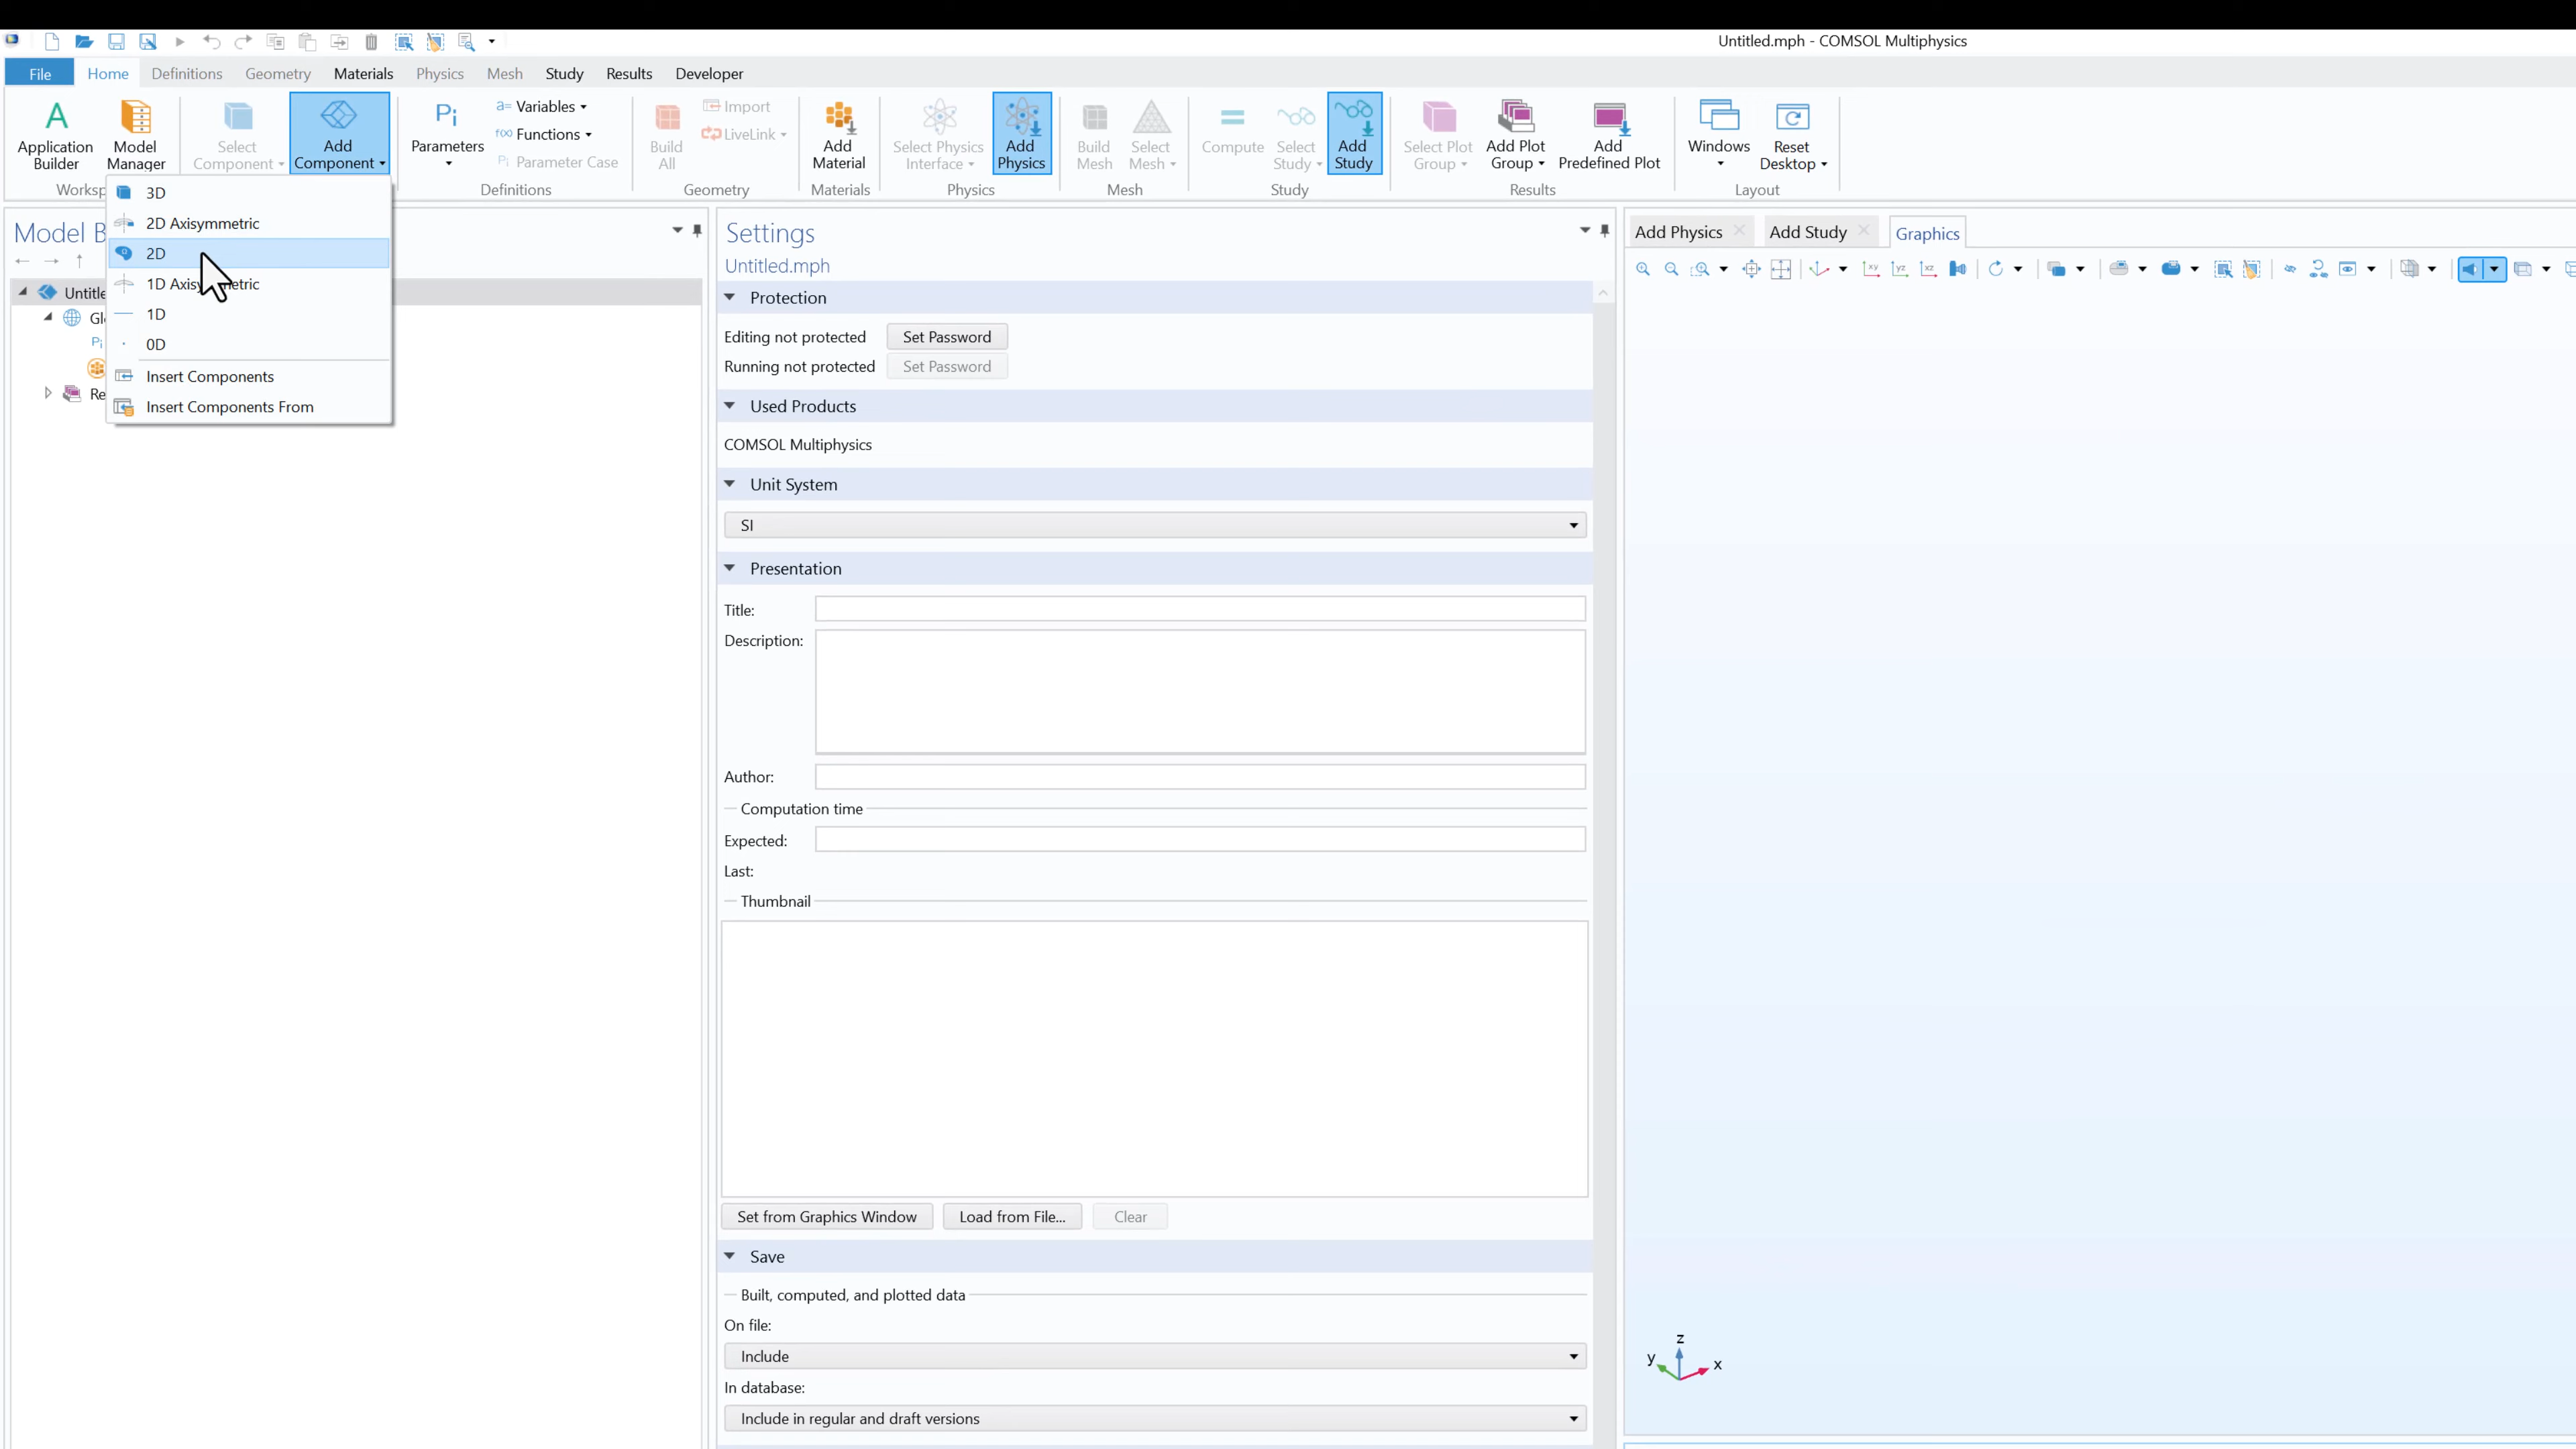 Untitled.mph - COMSOL Multiphysics
File Home Definitions Geometry Materials Physics Mesh Study Results Developer
Application Builder
Model Manager
Select Component
Add Component
Parameters
a= Variables
f(x) Functions
Pi Parameter Case
Build All
Import
LiveLink
Add Material
Select Physics Interface
Add Physics
Build Mesh
Select Mesh
Compute
Select Study
Add Study
Select Plot Group
Add Plot Group
Add Predefined Plot
Windows
Reset Desktop
Worksp Definitions Geometry Materials Physics Mesh Study Results Layout
3D
2D Axisymmetric
2D
1D Axisymmetric
1D
0D
Insert Components
Insert Components From
Model B
Untitle
Gl
Pi
Re
Settings
Untitled.mph
Protection
Editing not protected Set Password
Running not protected Set Password
Used Products
COMSOL Multiphysics
Unit System
SI
Presentation
Title:
Description:
Author:
Computation time
Expected:
Last:
Thumbnail
Set from Graphics Window Load from File... Clear
Save
Built, computed, and plotted data
On file:
Include
In database:
Include in regular and draft versions
Add Physics Add Study Graphics
xy yz xz
z
y
x